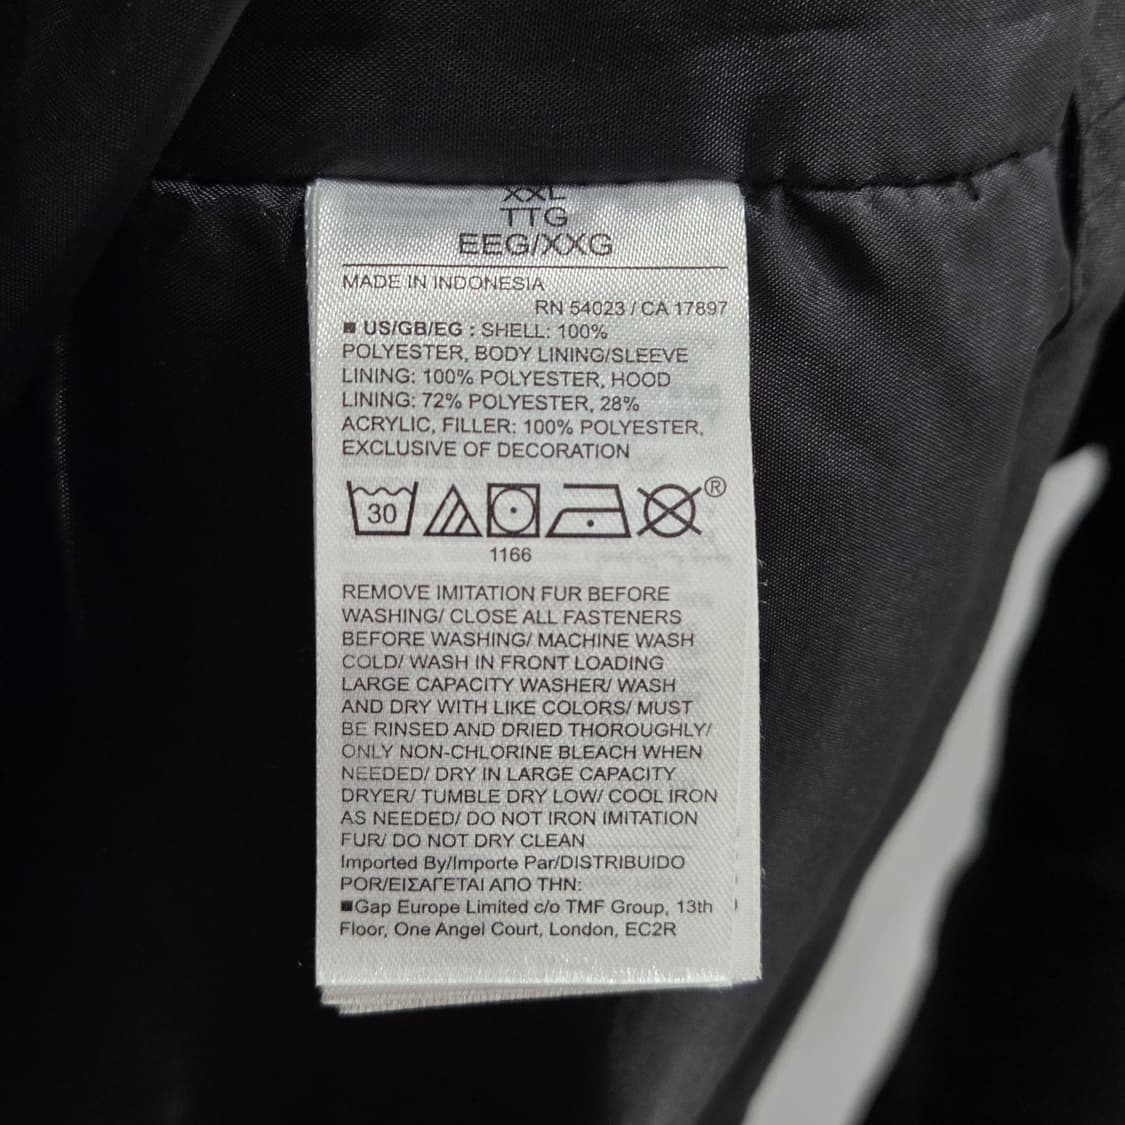 XXL
TTG
EEG/XXG
MADE IN INDONESIA
RN 54023 / CA 17897
■ US/GB/EG : SHELL: 100%
POLYESTER, BODY LINING/SLEEVE
LINING: 100% POLYESTER, HOOD
LINING: 72% POLYESTER, 28%
ACRYLIC, FILLER: 100% POLYESTER,
EXCLUSIVE OF DECORATION
30
®
1166
REMOVE IMITATION FUR BEFORE
WASHING/ CLOSE ALL FASTENERS
BEFORE WASHING/ MACHINE WASH
COLD/ WASH IN FRONT LOADING
LARGE CAPACITY WASHER/ WASH
AND DRY WITH LIKE COLORS/ MUST
BE RINSED AND DRIED THOROUGHLY/
ONLY NON-CHLORINE BLEACH WHEN
NEEDED/ DRY IN LARGE CAPACITY
DRYER/ TUMBLE DRY LOW/ COOL IRON
AS NEEDED/ DO NOT IRON IMITATION
FUR/ DO NOT DRY CLEAN
Imported By/Importe Par/DISTRIBUIDO
POR/ΕΙΣΑΓΕΤΑΙ ΑΠΟ ΤΗΝ:
■Gap Europe Limited c/o TMF Group, 13th
Floor, One Angel Court, London, EC2R